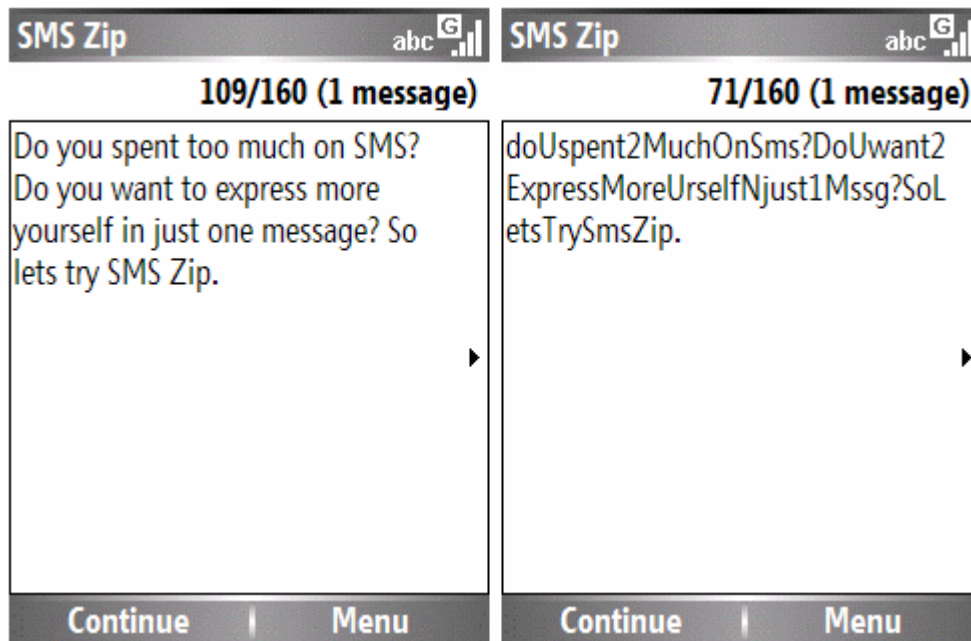 SMS Zip
abc G
109/160 (1 message)
Do you spent too much on SMS?
Do you want to express more
yourself in just one message? So
lets try SMS Zip.
Continue Menu
SMS Zip
abc G
71/160 (1 message)
doUspent2MuchOnSms?DoUwant2
ExpressMoreUrselfNjust1Mssg?SoL
etsTrySmsZip.
Continue Menu